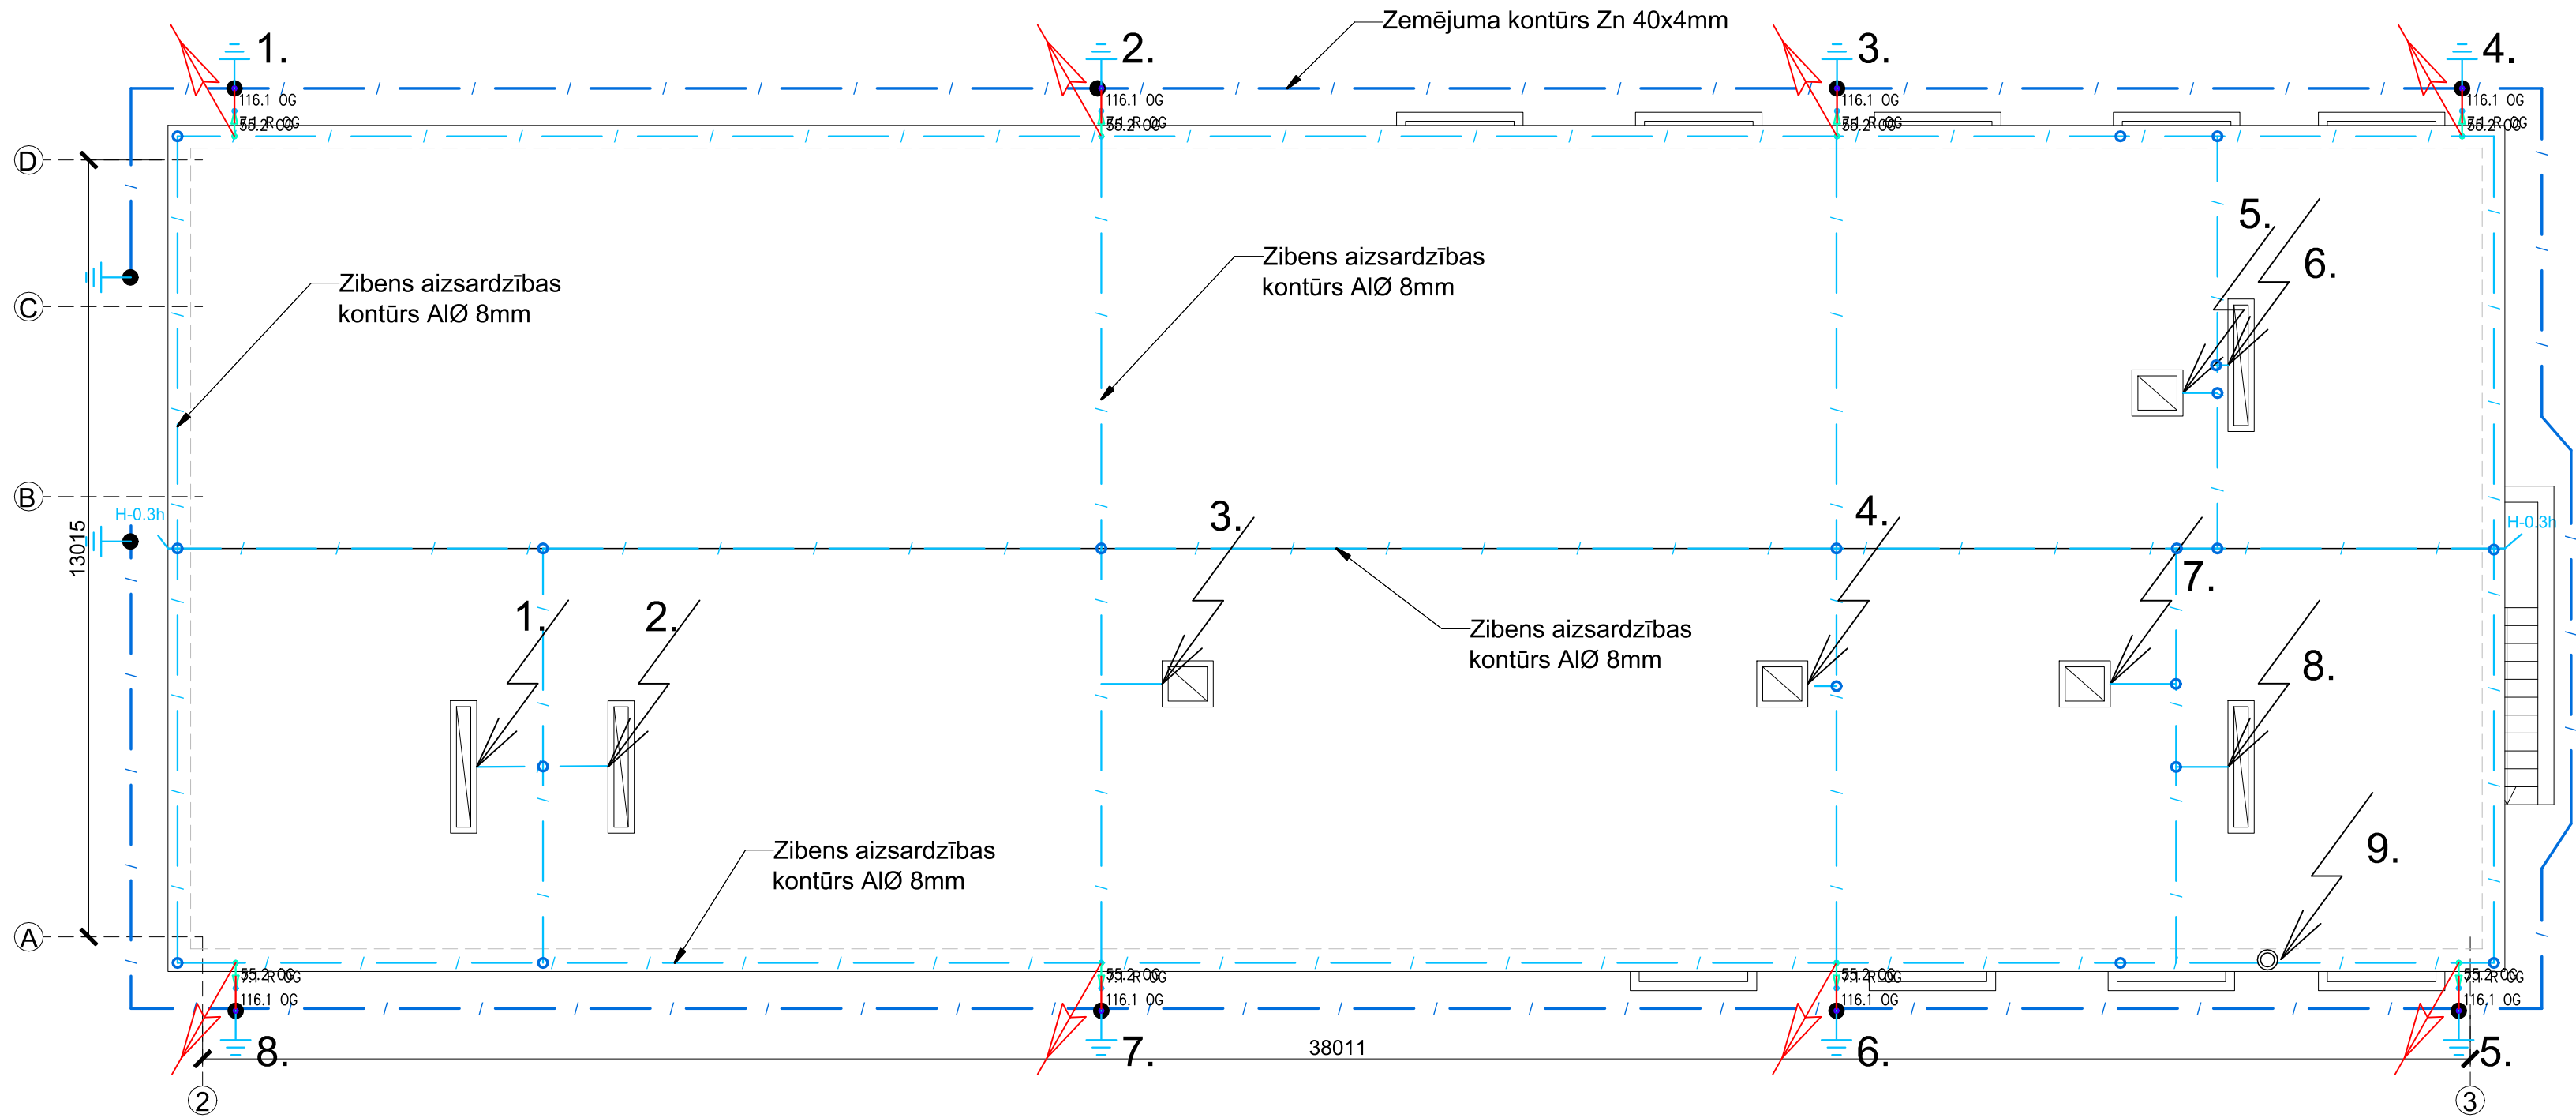 Zemējuma kontūrs Zn 40x4mm
1.
2.
3.
4.
116.1 OG
116.1 OG
116.1 OG
116.1 OG
D
5.
6.
Zibens aizsardzības
kontūrs AlØ 8mm
Zibens aizsardzības
kontūrs AlØ 8mm
C
B
H-0.3h
H-0.3h
13015
3.
4.
7.
1.
2.
Zibens aizsardzības
kontūrs AlØ 8mm
8.
Zibens aizsardzības
kontūrs AlØ 8mm
9.
A
116.1 OG
116.1 OG
116.1 OG
116.1 OG
8.
7.
38011
6.
5.
2
3